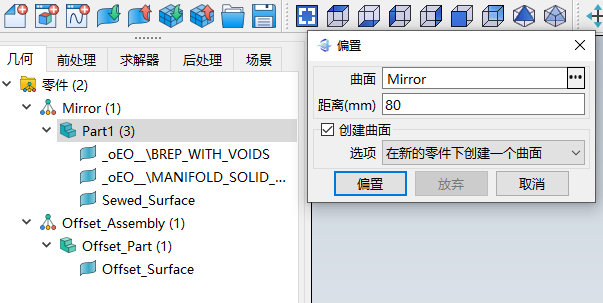 几何 前处理 求解器 后处理 场景
零件 (2)
Mirror (1)
Part1 (3)
_oEO__\BREP_WITH_VOIDS
_oEO__\MANIFOLD_SOLID_...
Sewed_Surface
Offset_Assembly (1)
Offset_Part (1)
Offset_Surface
偏置
曲面 Mirror •••
距离(mm) 80
创建曲面
选项 在新的零件下创建一个曲面
偏置 放弃 取消